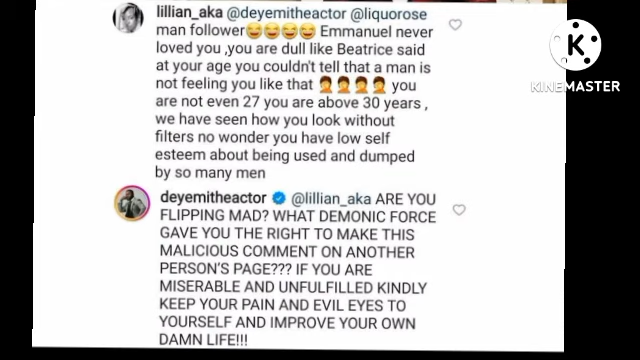 lillian_aka @deyemitheactor @liquorose
man follower😂😂😂😂 Emmanuel never
loved you ,you are dull like Beatrice said
at your age you couldn't tell that a man is
not feeling you like that 🤦🤦🤦🤦 you
are not even 27 you are above 30 years ,
we have seen how you look without
filters no wonder you have low self
esteem about being used and dumped
by so many men
deyemitheactor @lillian_aka ARE YOU
FLIPPING MAD? WHAT DEMONIC FORCE
GAVE YOU THE RIGHT TO MAKE THIS
MALICIOUS COMMENT ON ANOTHER
PERSON'S PAGE??? IF YOU ARE
MISERABLE AND UNFULFILLED KINDLY
KEEP YOUR PAIN AND EVIL EYES TO
YOURSELF AND IMPROVE YOUR OWN
DAMN LIFE!!!
K
KINEMASTER